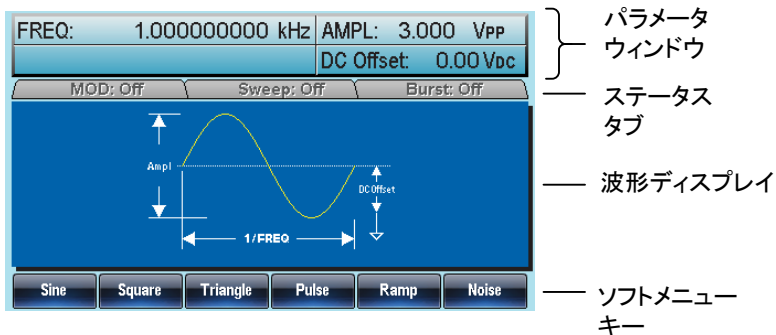 FREQ: 1.000000000 kHz AMPL: 3.000 VPP
DC Offset: 0.00 VDC
パラメータ
ウィンドウ
MOD: Off Sweep: Off Burst: Off
ステータス
タブ
Ampl
DC Offset
1/FREQ
波形ディスプレイ
Sine Square Triangle Pulse Ramp Noise
ソフトメニュー
キー